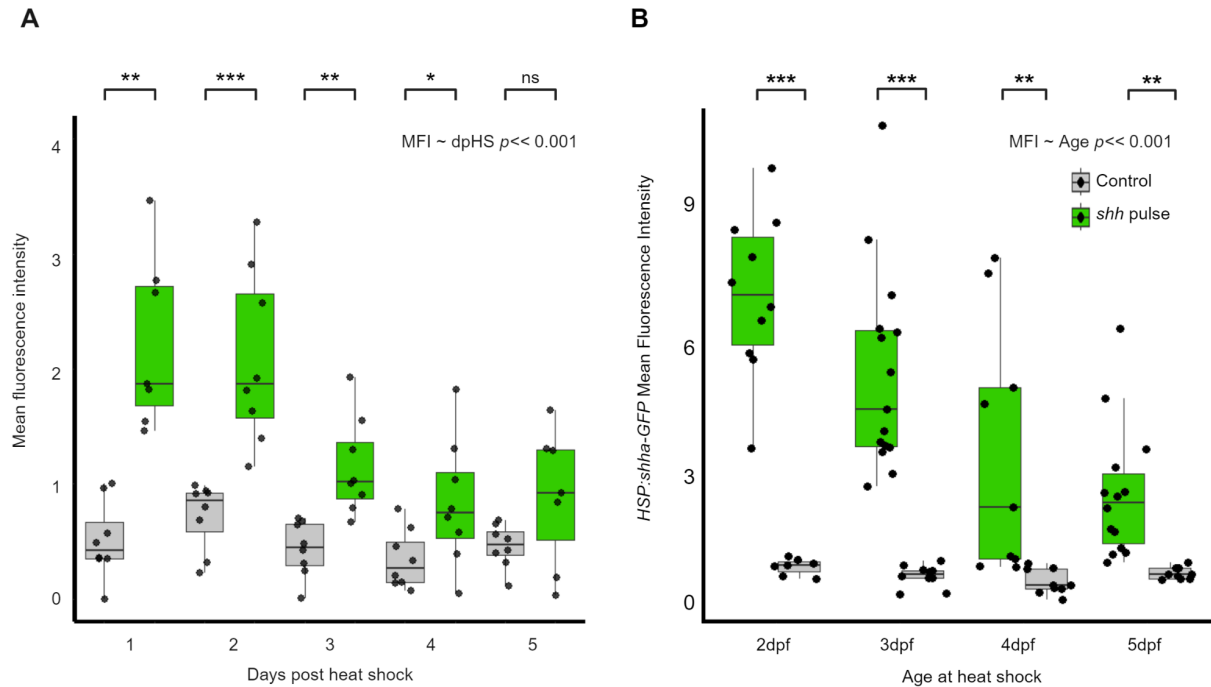 A
** *** ** * ns
MFI ~ dpHS p<< 0.001
4
3
2
1
0
Mean fluorescence intensity
1 2 3 4 5
Days post heat shock
B
*** *** ** **
MFI ~ Age p<< 0.001
Control
shh pulse
9
6
3
0
HSP:shha-GFP Mean Fluorescence Intensity
2dpf 3dpf 4dpf 5dpf
Age at heat shock